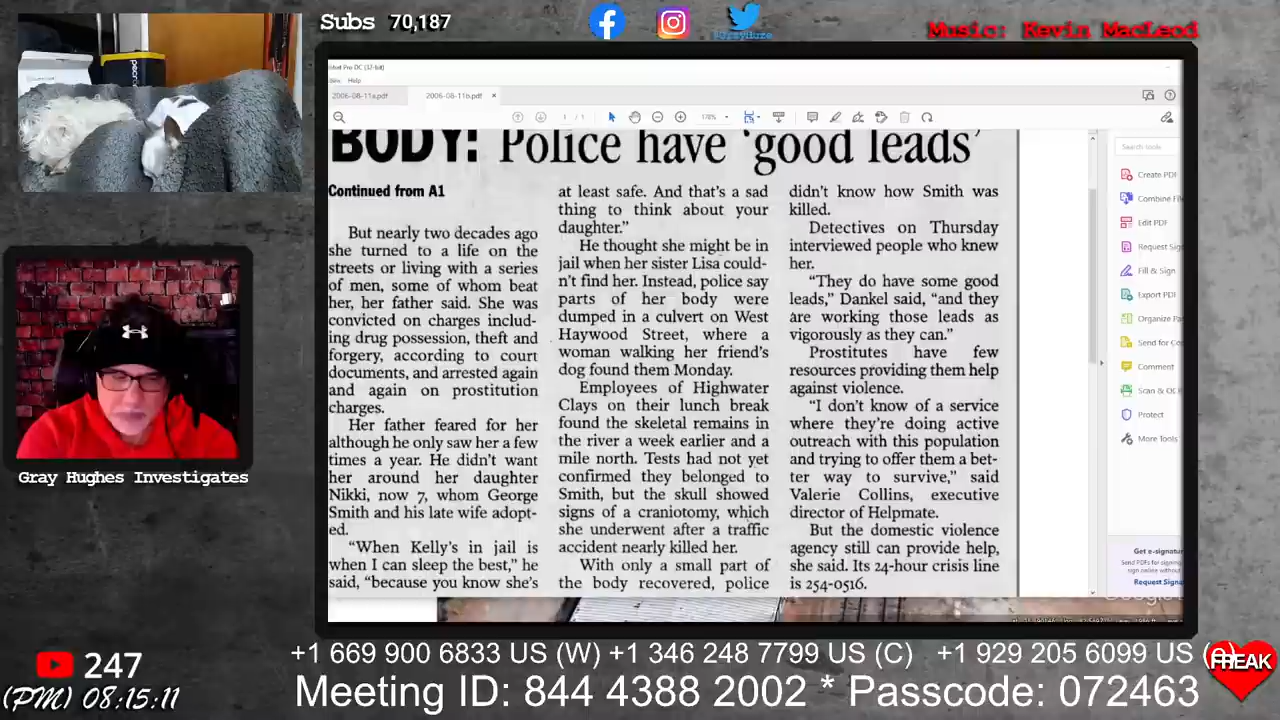 Subs 70,187
Music: Kevin MacLeod
Help
2006-08-11a.pdf
2006-08-11b.pdf
BODY: Police have 'good leads'
Continued from A1
But nearly two decades ago
she turned to a life on the
streets or living with a series
of men, some of whom beat
her, her father said. She was
convicted on charges includ-
ing drug possession, theft and
forgery, according to court
documents, and arrested again
and again on prostitution
charges.
Her father feared for her
although he only saw her a few
times a year. He didn't want
her around her daughter
Nikki, now 7, whom George
Smith and his late wife adopt-
ed.
"When Kelly's in jail is
when I can sleep the best," he
said, "because you know she's
at least safe. And that's a sad
thing to think about your
daughter."
He thought she might be in
jail when her sister Lisa could-
n't find her. Instead, police say
parts of her body were
dumped in a culvert on West
Haywood Street, where a
woman walking her friend's
dog found them Monday.
Employees of Highwater
Clays on their lunch break
found the skeletal remains in
the river a week earlier and a
mile north. Tests had not yet
confirmed they belonged to
Smith, but the skull showed
signs of a craniotomy, which
she underwent after a traffic
accident nearly killed her.
With only a small part of
the body recovered, police
didn't know how Smith was
killed.
Detectives on Thursday
interviewed people who knew
her.
"They do have some good
leads," Dankel said, "and they
are working those leads as
vigorously as they can."
Prostitutes have few
resources providing them help
against violence.
"I don't know of a service
where they're doing active
outreach with this population
and trying to offer them a bet-
ter way to survive," said
Valerie Collins, executive
director of Helpmate.
But the domestic violence
agency still can provide help,
she said. Its 24-hour crisis line
is 254-0516.
Search tools
Create PDF
Combine
Edit PDF
Request
Fill & Sign
Export PDF
Organize
Send for
Comment
Scan &
Protect
More Tools
Get e-signatu
Gray Hughes Investigates
247
(PM) 08:15:11
+1 669 900 6833 US (W) +1 346 248 7799 US (C) +1 929 205 6099 US
FREAK
Meeting ID: 844 4388 2002 * Passcode: 072463